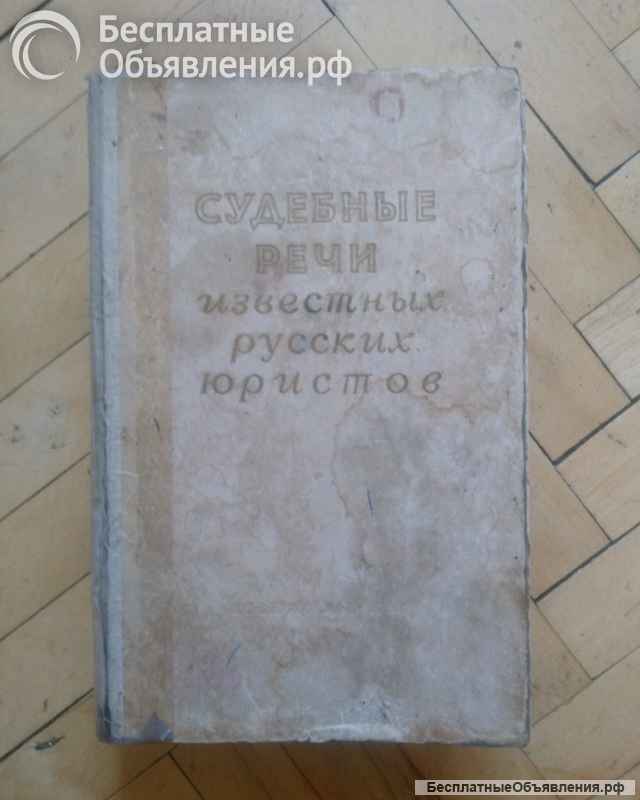 Бесплатные
Объявления.рф
СУДЕБНЫЕ
РЕЧИ
известных
русских
юристов
БесплатныеОбъявления.рф